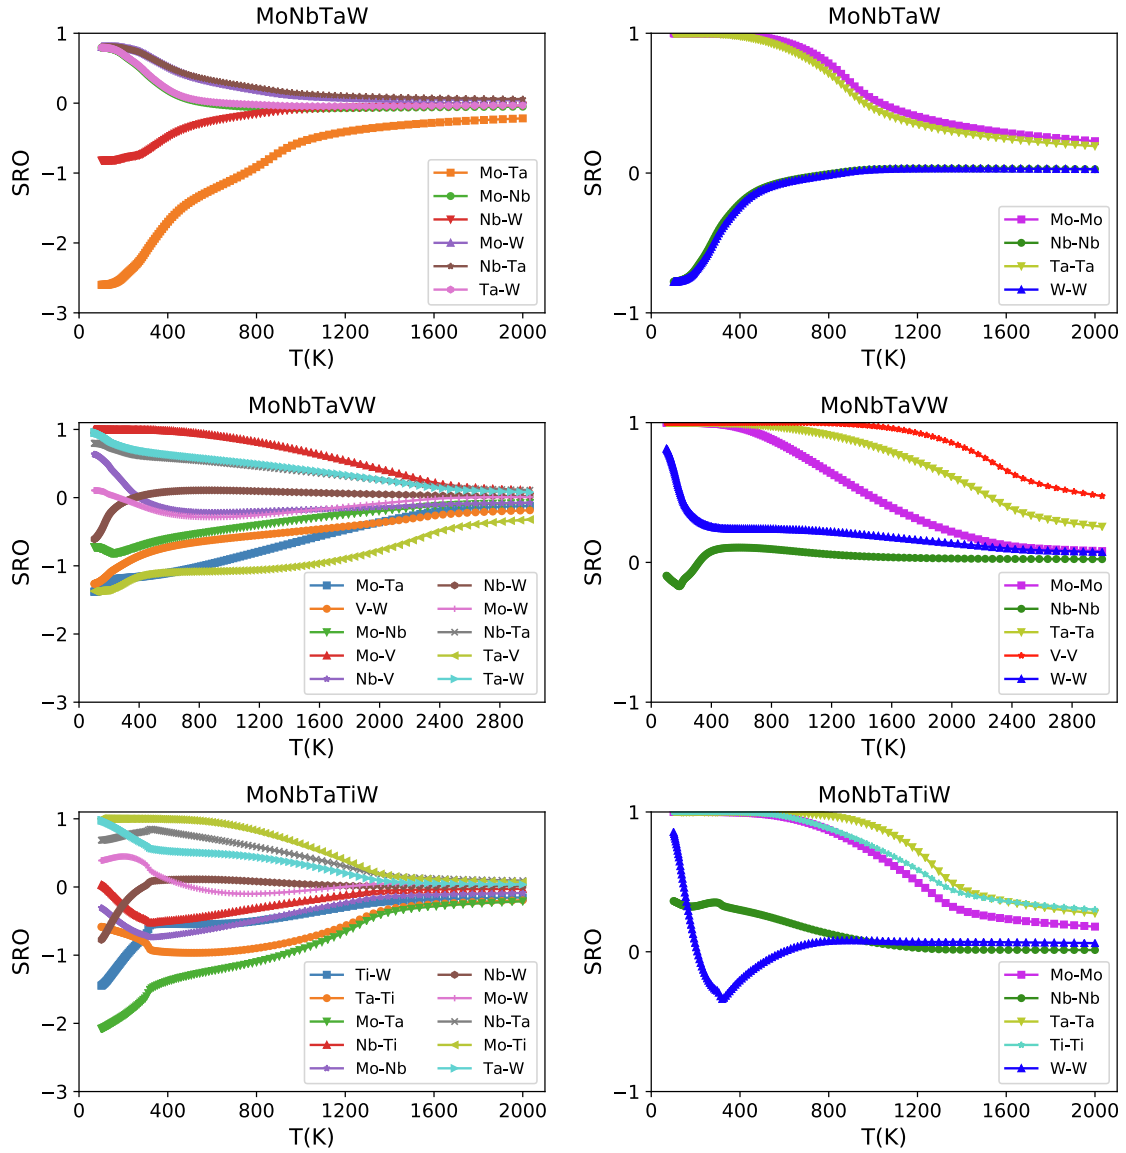 MoNbTaW
1
0
−1
−2
−3
SRO
0
400
800
1200
1600
2000
T(K)
Mo-Ta
Mo-Nb
Nb-W
Mo-W
Nb-Ta
Ta-W
MoNbTaW
1
0
−1
SRO
0
400
800
1200
1600
2000
T(K)
Mo-Mo
Nb-Nb
Ta-Ta
W-W
MoNbTaVW
1
0
−1
−2
−3
SRO
0
400
800
1200
1600
2000
2400
2800
T(K)
Mo-Ta
V-W
Mo-Nb
Mo-V
Nb-V
Nb-W
Mo-W
Nb-Ta
Ta-V
Ta-W
MoNbTaVW
1
0
−1
SRO
0
400
800
1200
1600
2000
2400
2800
T(K)
Mo-Mo
Nb-Nb
Ta-Ta
V-V
W-W
MoNbTaTiW
1
0
−1
−2
−3
SRO
0
400
800
1200
1600
2000
T(K)
Ti-W
Ta-Ti
Mo-Ta
Nb-Ti
Mo-Nb
Nb-W
Mo-W
Nb-Ta
Mo-Ti
Ta-W
MoNbTaTiW
1
0
−1
SRO
0
400
800
1200
1600
2000
T(K)
Mo-Mo
Nb-Nb
Ta-Ta
Ti-Ti
W-W